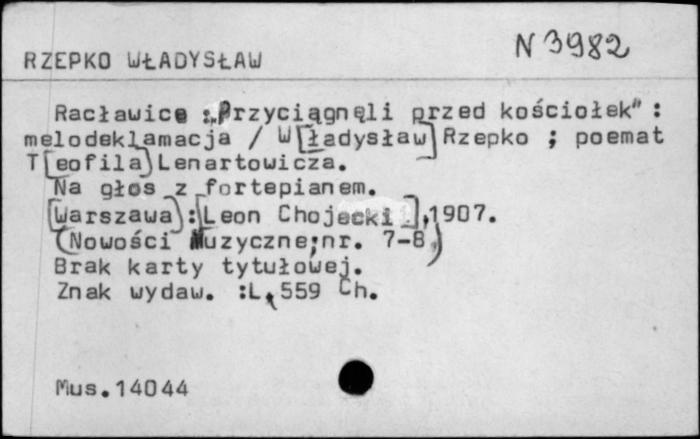 N 3982
RZEPKO WŁADYSŁAW
Racławice : „Przyciągnęli przed kościołek" :
melodeklamacja / W[ładysław] Rzepko ; poemat
T[eofila] Lenartowicza.
Na głos z fortepianem.
[Warszawa] : [Leon Chojecki], 1907.
(Nowości Muzyczne ; nr. 7-8)
Brak karty tytułowej.
Znak wydaw. : L. 559 Ch.
Mus. 14044